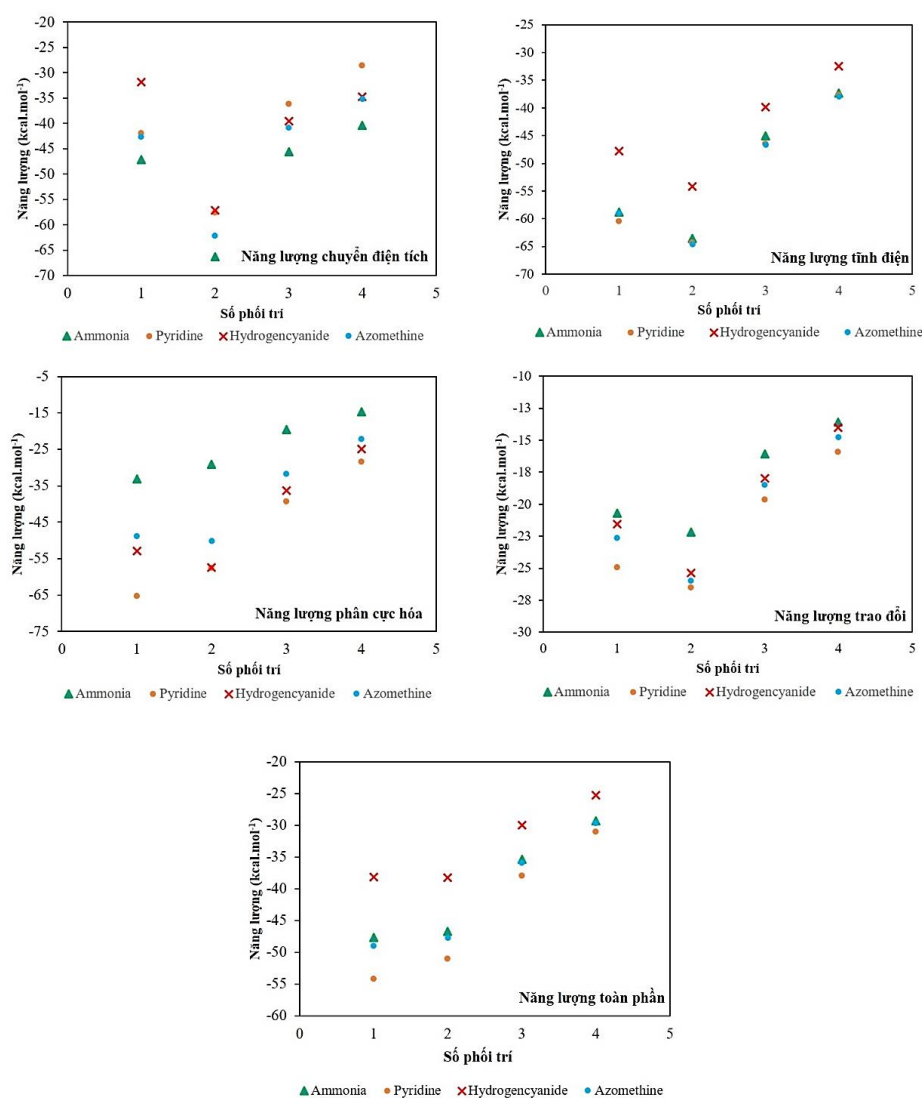 -20
-25
-30
-35
-40
-45
-50
-55
-60
-65
-70
Năng lượng (kcal.mol-1)
Năng lượng chuyển điện tích
0 1 2 3 4 5
Số phối trí
Ammonia Pyridine Hydrogencyanide Azomethine
-20
-25
-30
-35
-40
-45
-50
-55
-60
-65
-70
Năng lượng (kcal.mol-1)
Năng lượng tĩnh điện
0 1 2 3 4 5
Số phối trí
Ammonia Pyridine Hydrogencyanide Azomethine
-5
-15
-25
-35
-45
-55
-65
-75
Năng lượng (kcal.mol-1)
Năng lượng phân cực hóa
0 1 2 3 4 5
Số phối trí
Ammonia Pyridine Hydrogencyanide Azomethine
-10
-13
-15
-18
-20
-23
-25
-28
-30
Năng lượng (kcal.mol-1)
Năng lượng trao đổi
0 1 2 3 4 5
Số phối trí
Ammonia Pyridine Hydrogencyanide Azomethine
-20
-25
-30
-35
-40
-45
-50
-55
-60
Năng lượng (kcal.mol-1)
Năng lượng toàn phần
0 1 2 3 4 5
Số phối trí
Ammonia Pyridine Hydrogencyanide Azomethine